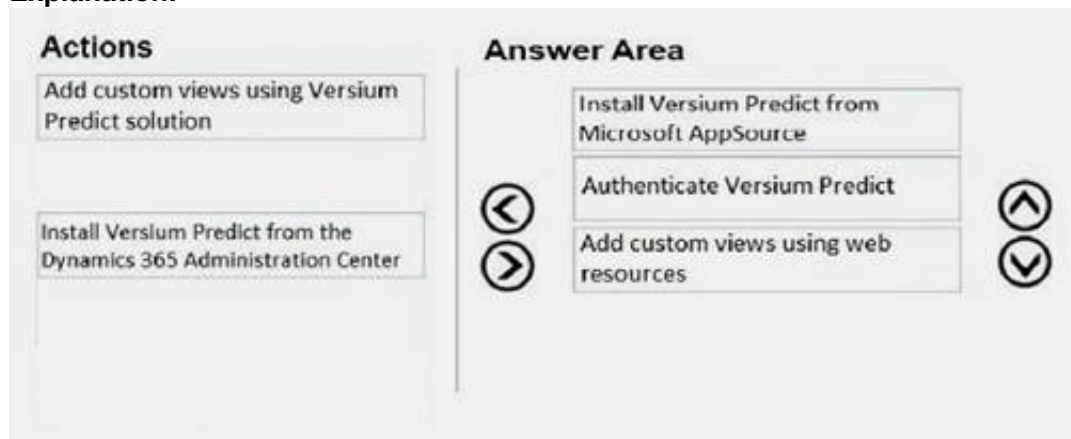 Explanation:
Actions
Add custom views using Versium
Predict solution
Install Versium Predict from the
Dynamics 365 Administration Center
Answer Area
Install Versium Predict from
Microsoft AppSource
Authenticate Versium Predict
Add custom views using web
resources